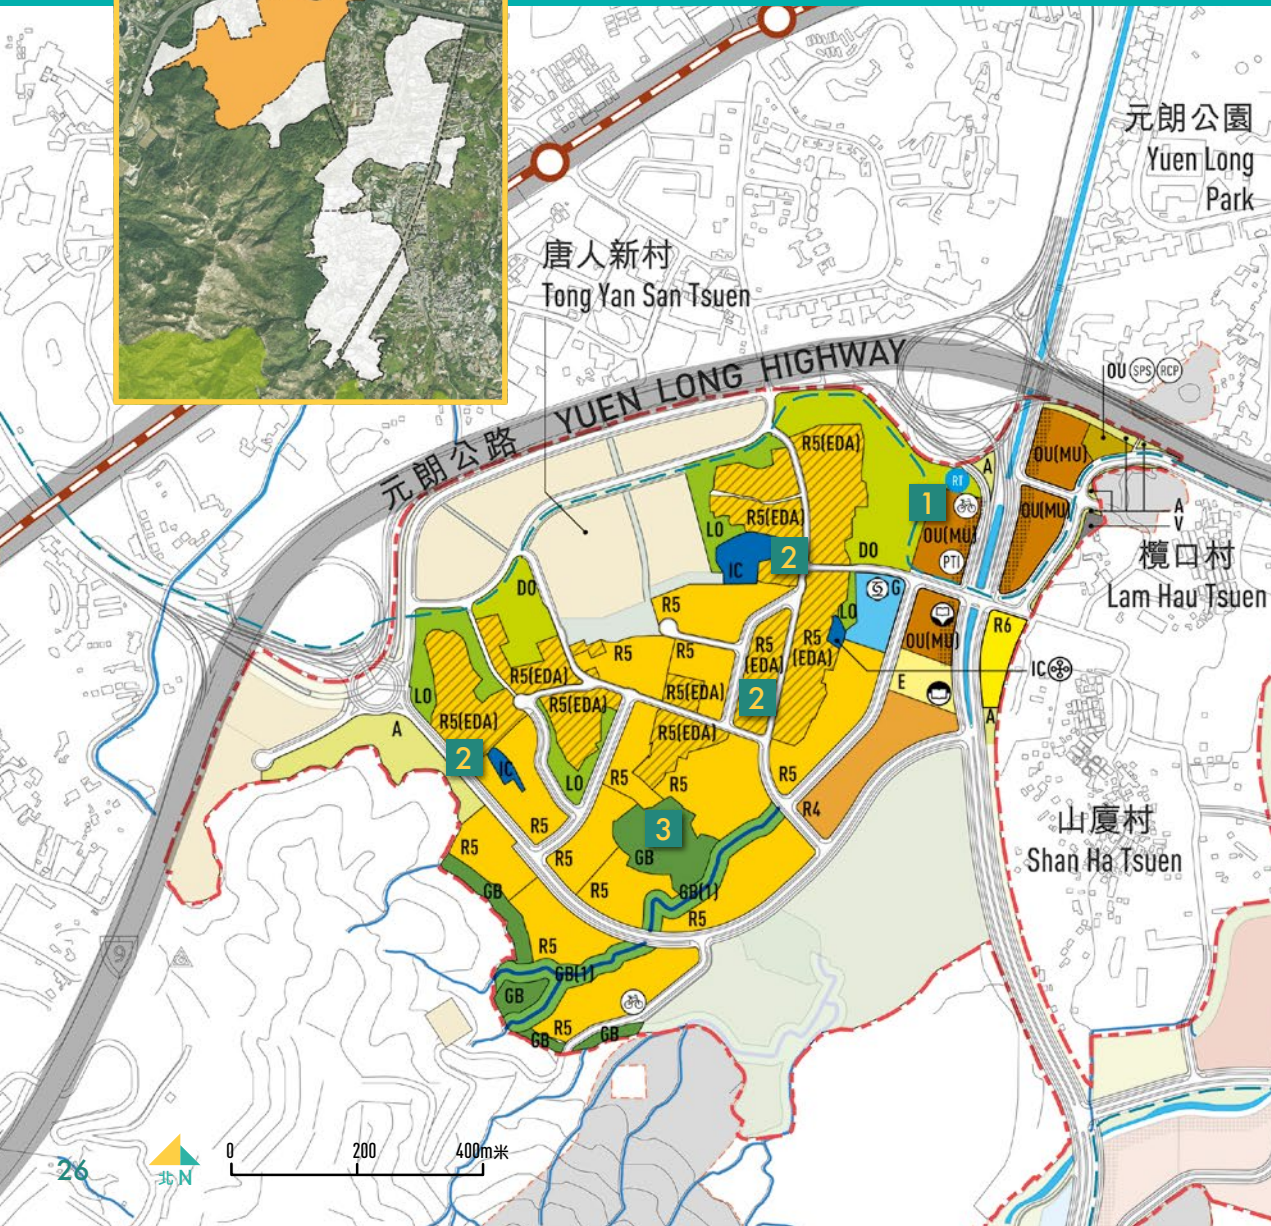 元朗公園
Yuen Long
Park
唐人新村
Tong Yan San Tsuen
元朗公路 YUEN LONG HIGHWAY
OU SPS RCP
R5(EDA)
OU(MU)
A
RT
1
R5(EDA)
OU(MU)
LO
OU(MU)
A
V
DO
2
IC
PTI
欖口村
Lam Hau Tsuen
DO
G
R5
LO
OU(MU)
R6
R5
R5
R5
(EDA)
R5
(EDA)
IC
R5(EDA)
E
LO
R5(EDA)
R5(EDA)
2
A
R5(EDA)
A
R5(EDA)
2
IC
R5
R5
R5
LO
R4
R5
3
山廈村
Shan Ha Tsuen
R5
R5
GB
GB
R5
GB(1)
R5
R5
9
GB(1)
GB
R5
GB
GB
0 200 400m米
26
北 N